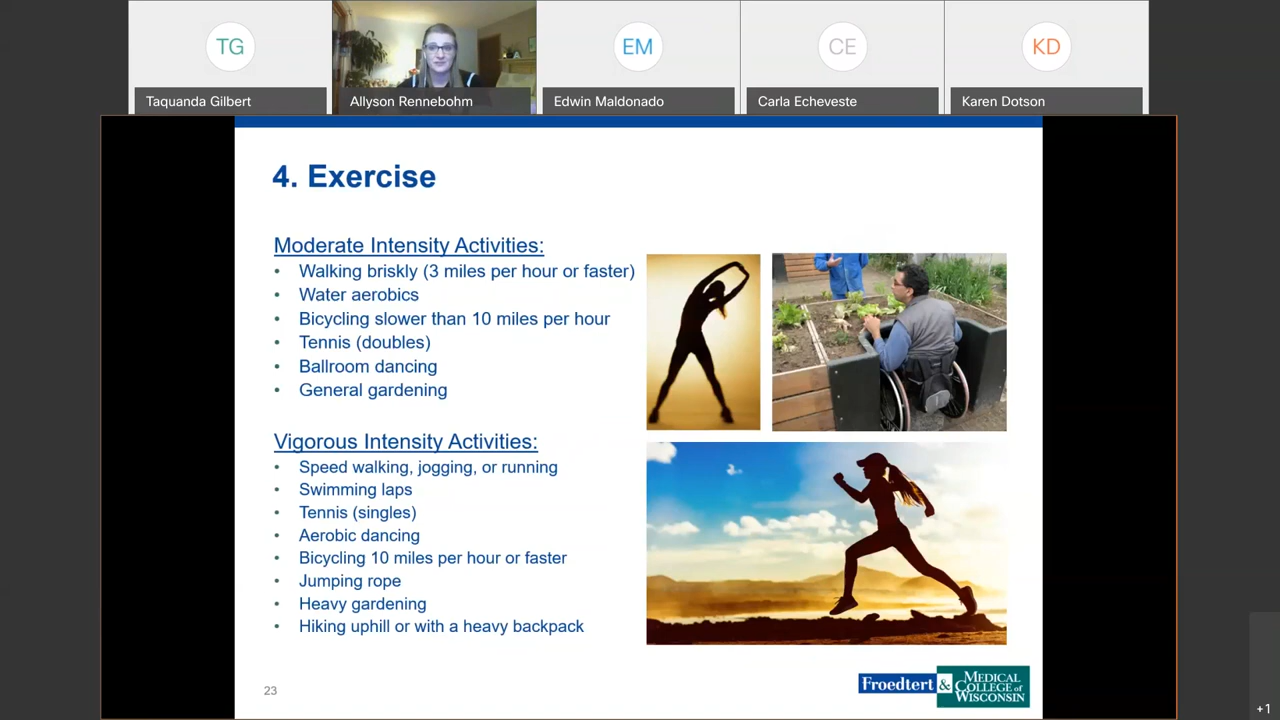 TG
EM
CE
KD
Taquanda Gilbert
Allyson Rennebohm
Edwin Maldonado
Carla Echeveste
Karen Dotson
4. Exercise
Moderate Intensity Activities:
• Walking briskly (3 miles per hour or faster)
• Water aerobics
• Bicycling slower than 10 miles per hour
• Tennis (doubles)
• Ballroom dancing
• General gardening
Vigorous Intensity Activities:
• Speed walking, jogging, or running
• Swimming laps
• Tennis (singles)
• Aerobic dancing
• Bicycling 10 miles per hour or faster
• Jumping rope
• Heavy gardening
• Hiking uphill or with a heavy backpack
23
Froedtert & MEDICAL
COLLEGE of
WISCONSIN
+1